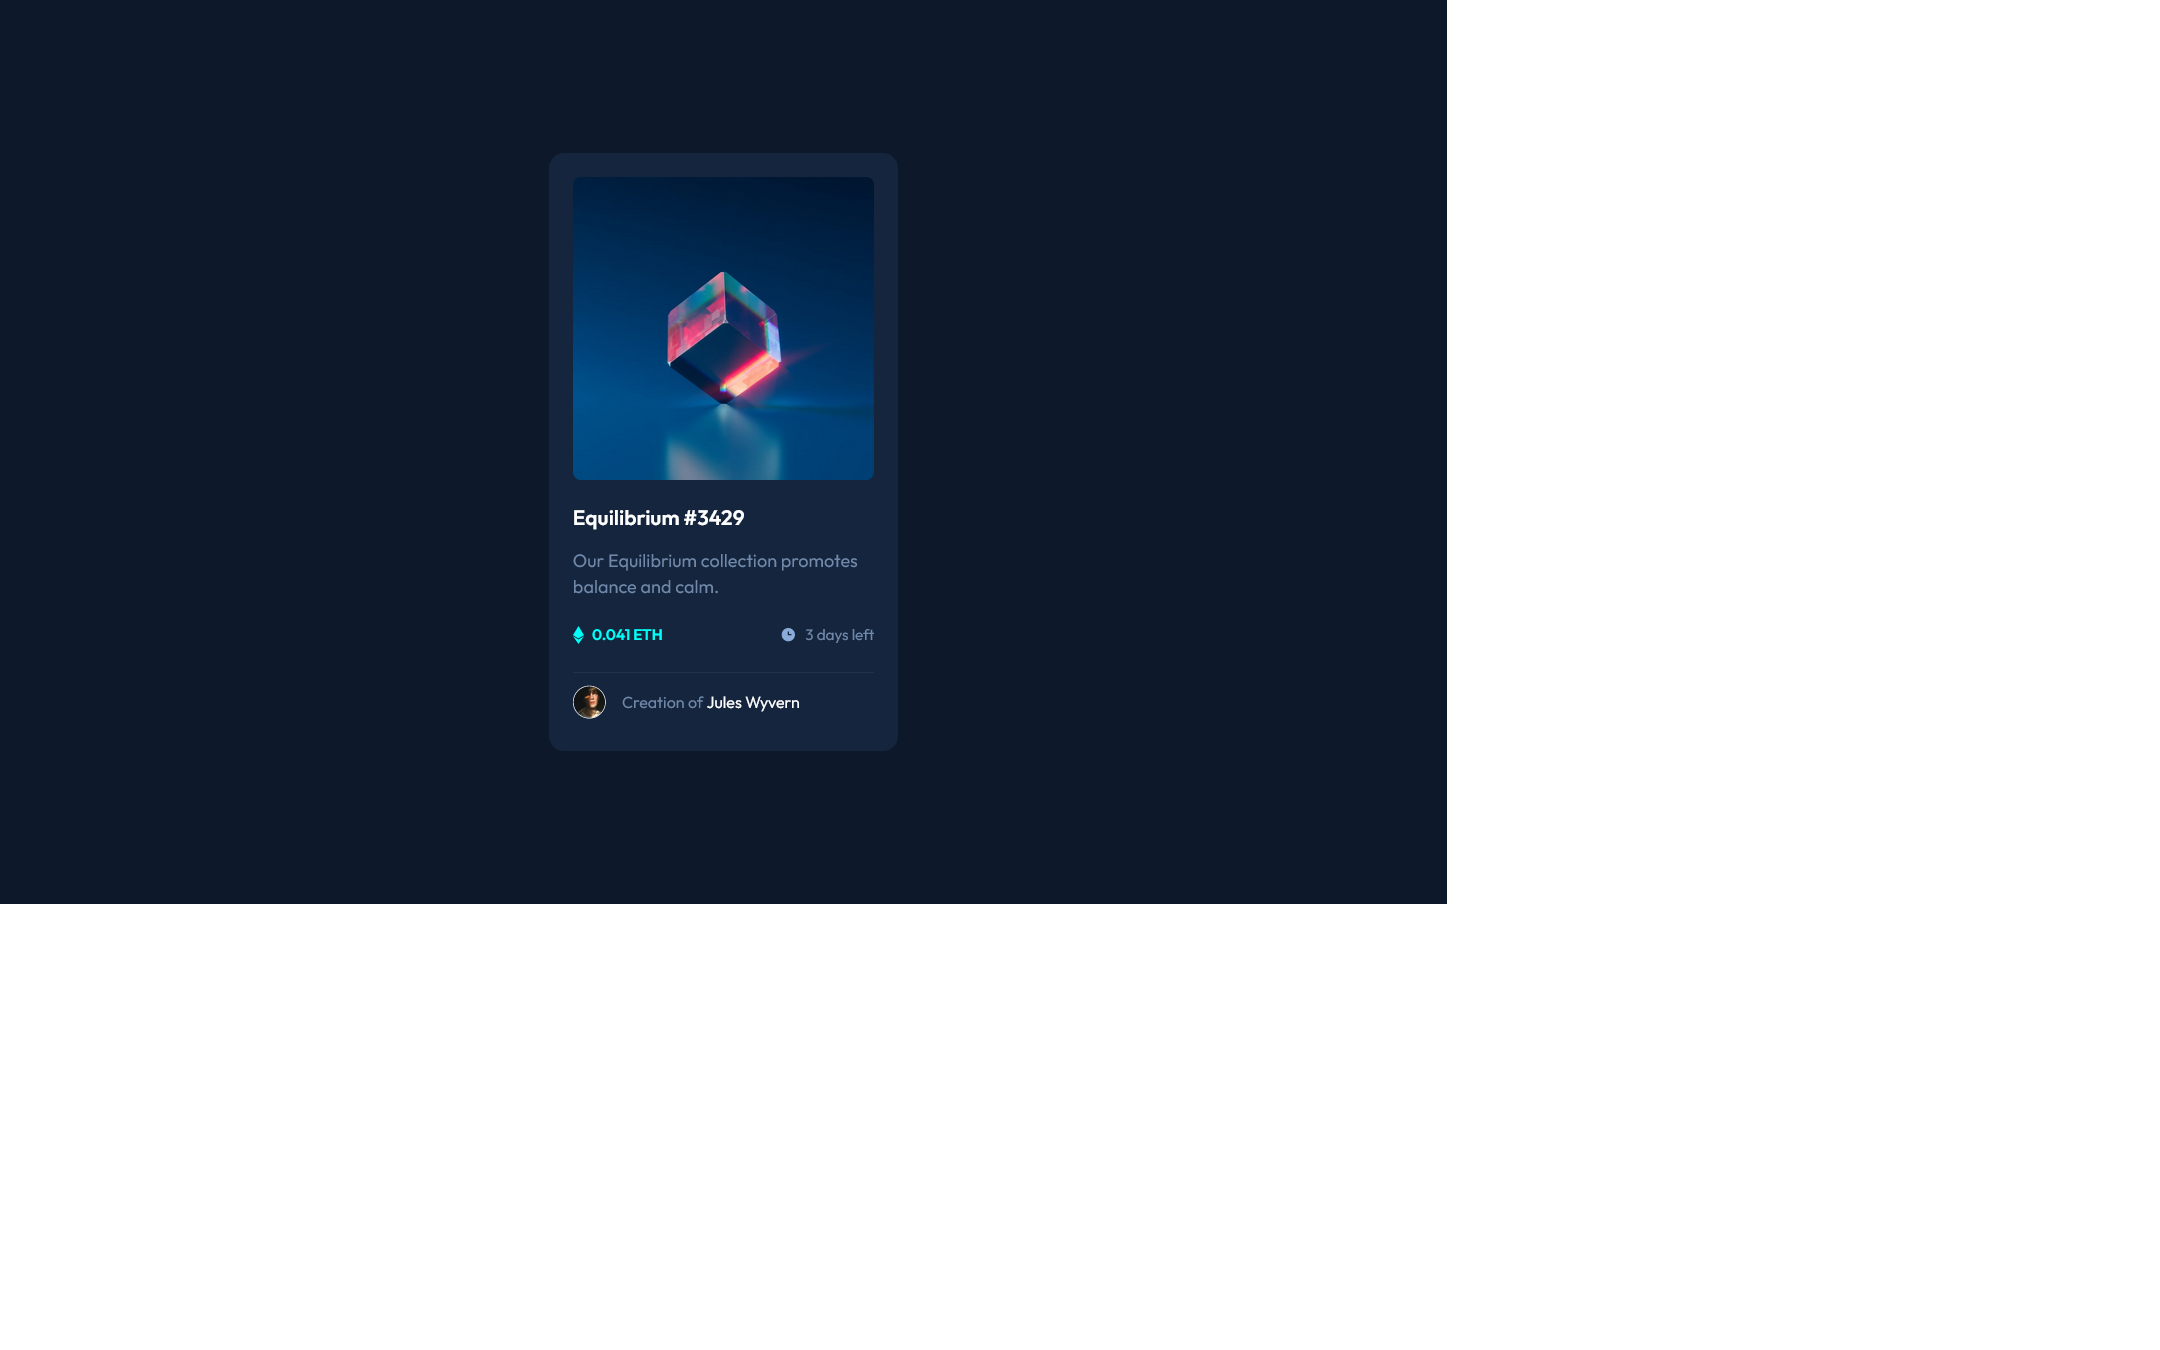 Equilibrium #3429
Our Equilibrium collection promotes
balance and calm.
0.041 ETH
3 days left
Creation of Jules Wyvern